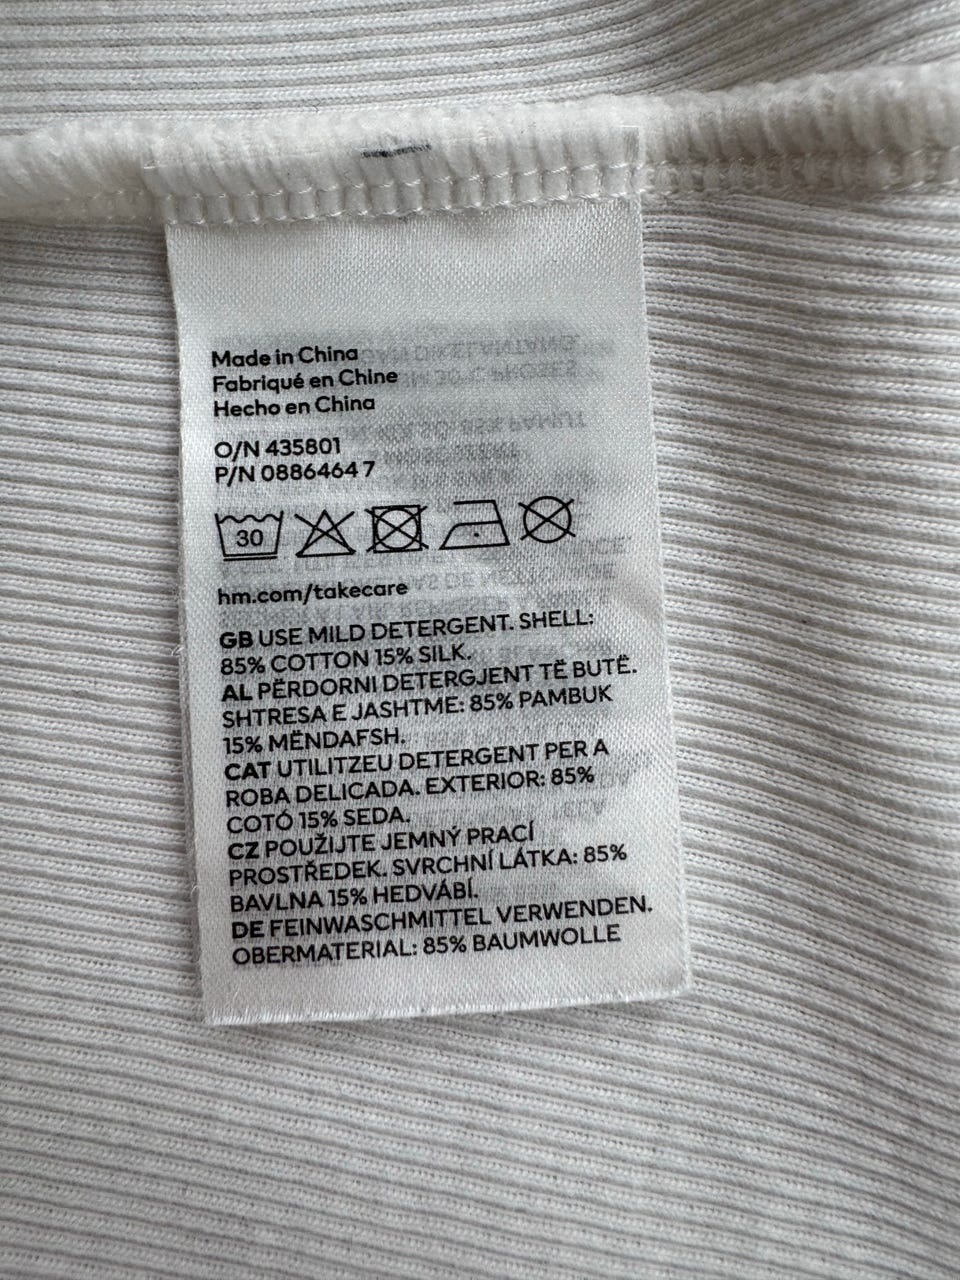 Made in China
Fabriqué en Chine
Hecho en China
O/N 435801
P/N 0886464 7
30
hm.com/takecare
GB USE MILD DETERGENT. SHELL:
85% COTTON 15% SILK.
AL PËRDORNI DETERGJENT TË BUTË.
SHTRESA E JASHTME: 85% PAMBUK
15% MËNDAFSH.
CAT UTILITZEU DETERGENT PER A
ROBA DELICADA. EXTERIOR: 85%
COTÓ 15% SEDA.
CZ POUŽIJTE JEMNÝ PRACÍ
PROSTŘEDEK. SVRCHNÍ LÁTKA: 85%
BAVLNA 15% HEDVÁBÍ.
DE FEINWASCHMITTEL VERWENDEN.
OBERMATERIAL: 85% BAUMWOLLE